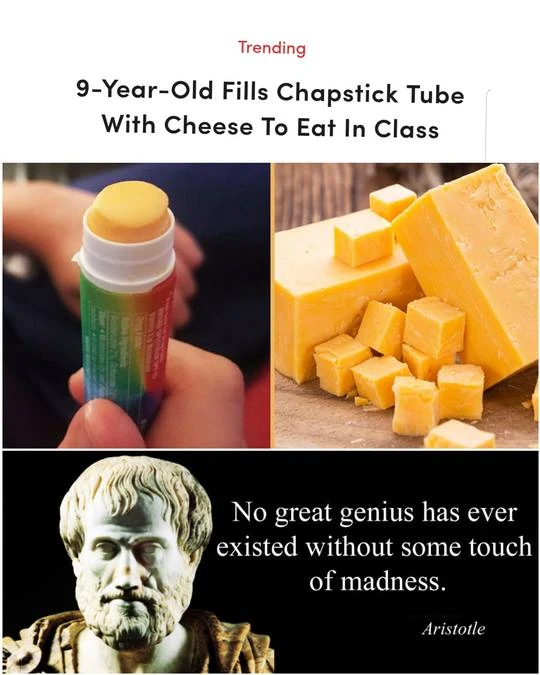 Trending
9-Year-Old Fills Chapstick Tube
With Cheese To Eat In Class
No great genius has ever
existed without some touch
of madness.
Aristotle